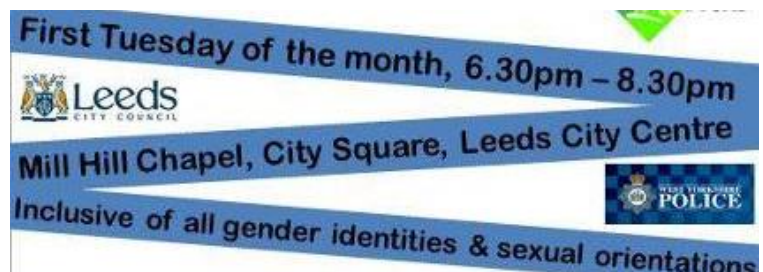 First Tuesday of the month, 6.30pm – 8.30pm
Leeds
CITY COUNCIL
Mill Hill Chapel, City Square, Leeds City Centre
WEST YORKSHIRE
POLICE
Inclusive of all gender identities & sexual orientations